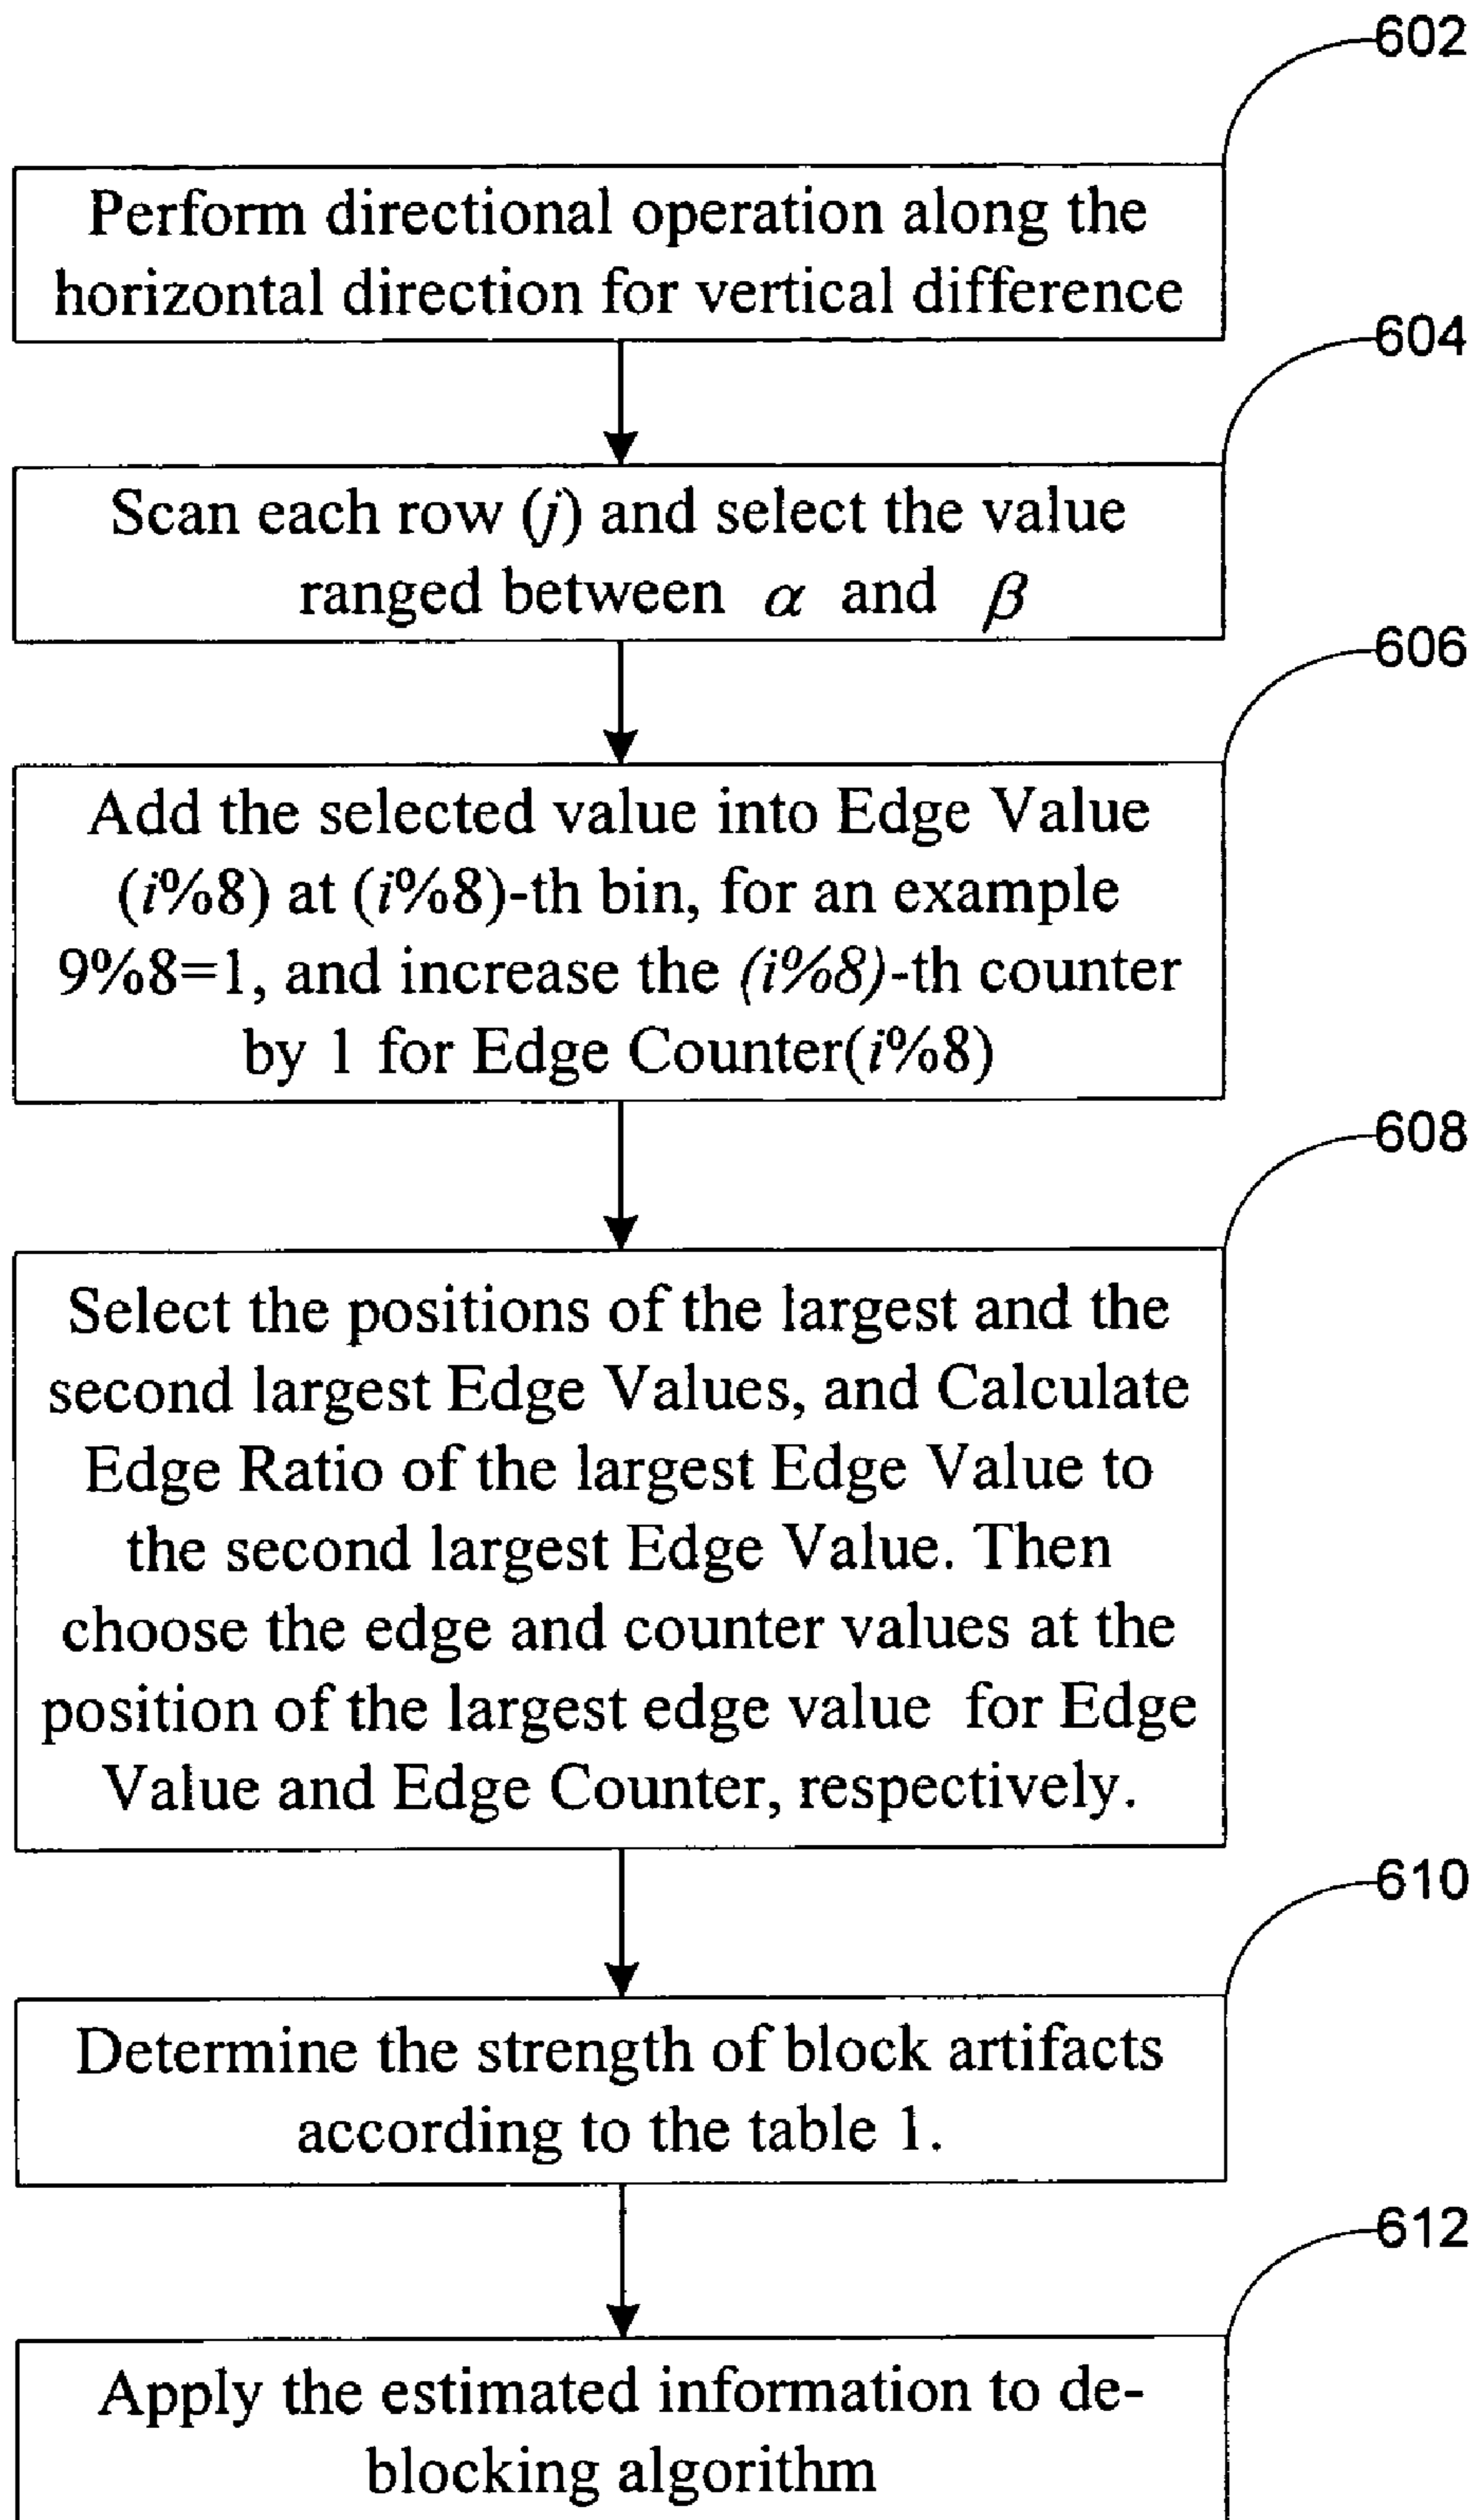 602
Perform directional operation along the
horizontal direction for vertical difference
604
Scan each row (j) and select the value
ranged between α and β
606
Add the selected value into Edge Value
(i%8) at (i%8)-th bin, for an example
9%8=1, and increase the (i%8)-th counter
by 1 for Edge Counter(i%8)
608
Select the positions of the largest and the
second largest Edge Values, and Calculate
Edge Ratio of the largest Edge Value to
the second largest Edge Value. Then
choose the edge and counter values at the
position of the largest edge value for Edge
Value and Edge Counter, respectively.
610
Determine the strength of block artifacts
according to the table 1.
612
Apply the estimated information to de-
blocking algorithm